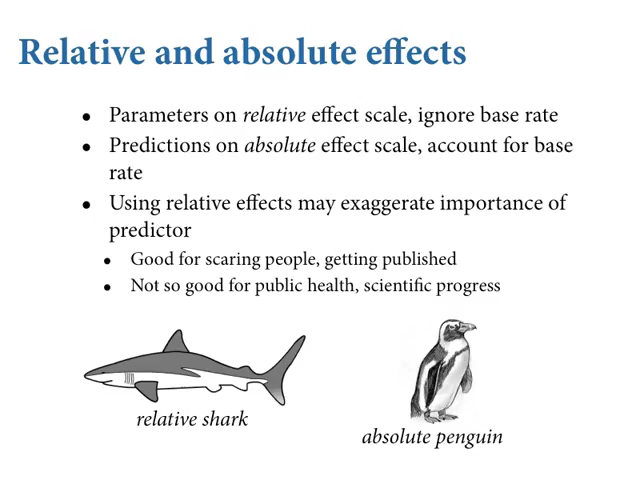 Relative and absolute effects
• Parameters on relative effect scale, ignore base rate
• Predictions on absolute effect scale, account for base
rate
• Using relative effects may exaggerate importance of
predictor
• Good for scaring people, getting published
• Not so good for public health, scientific progress
relative shark
absolute penguin